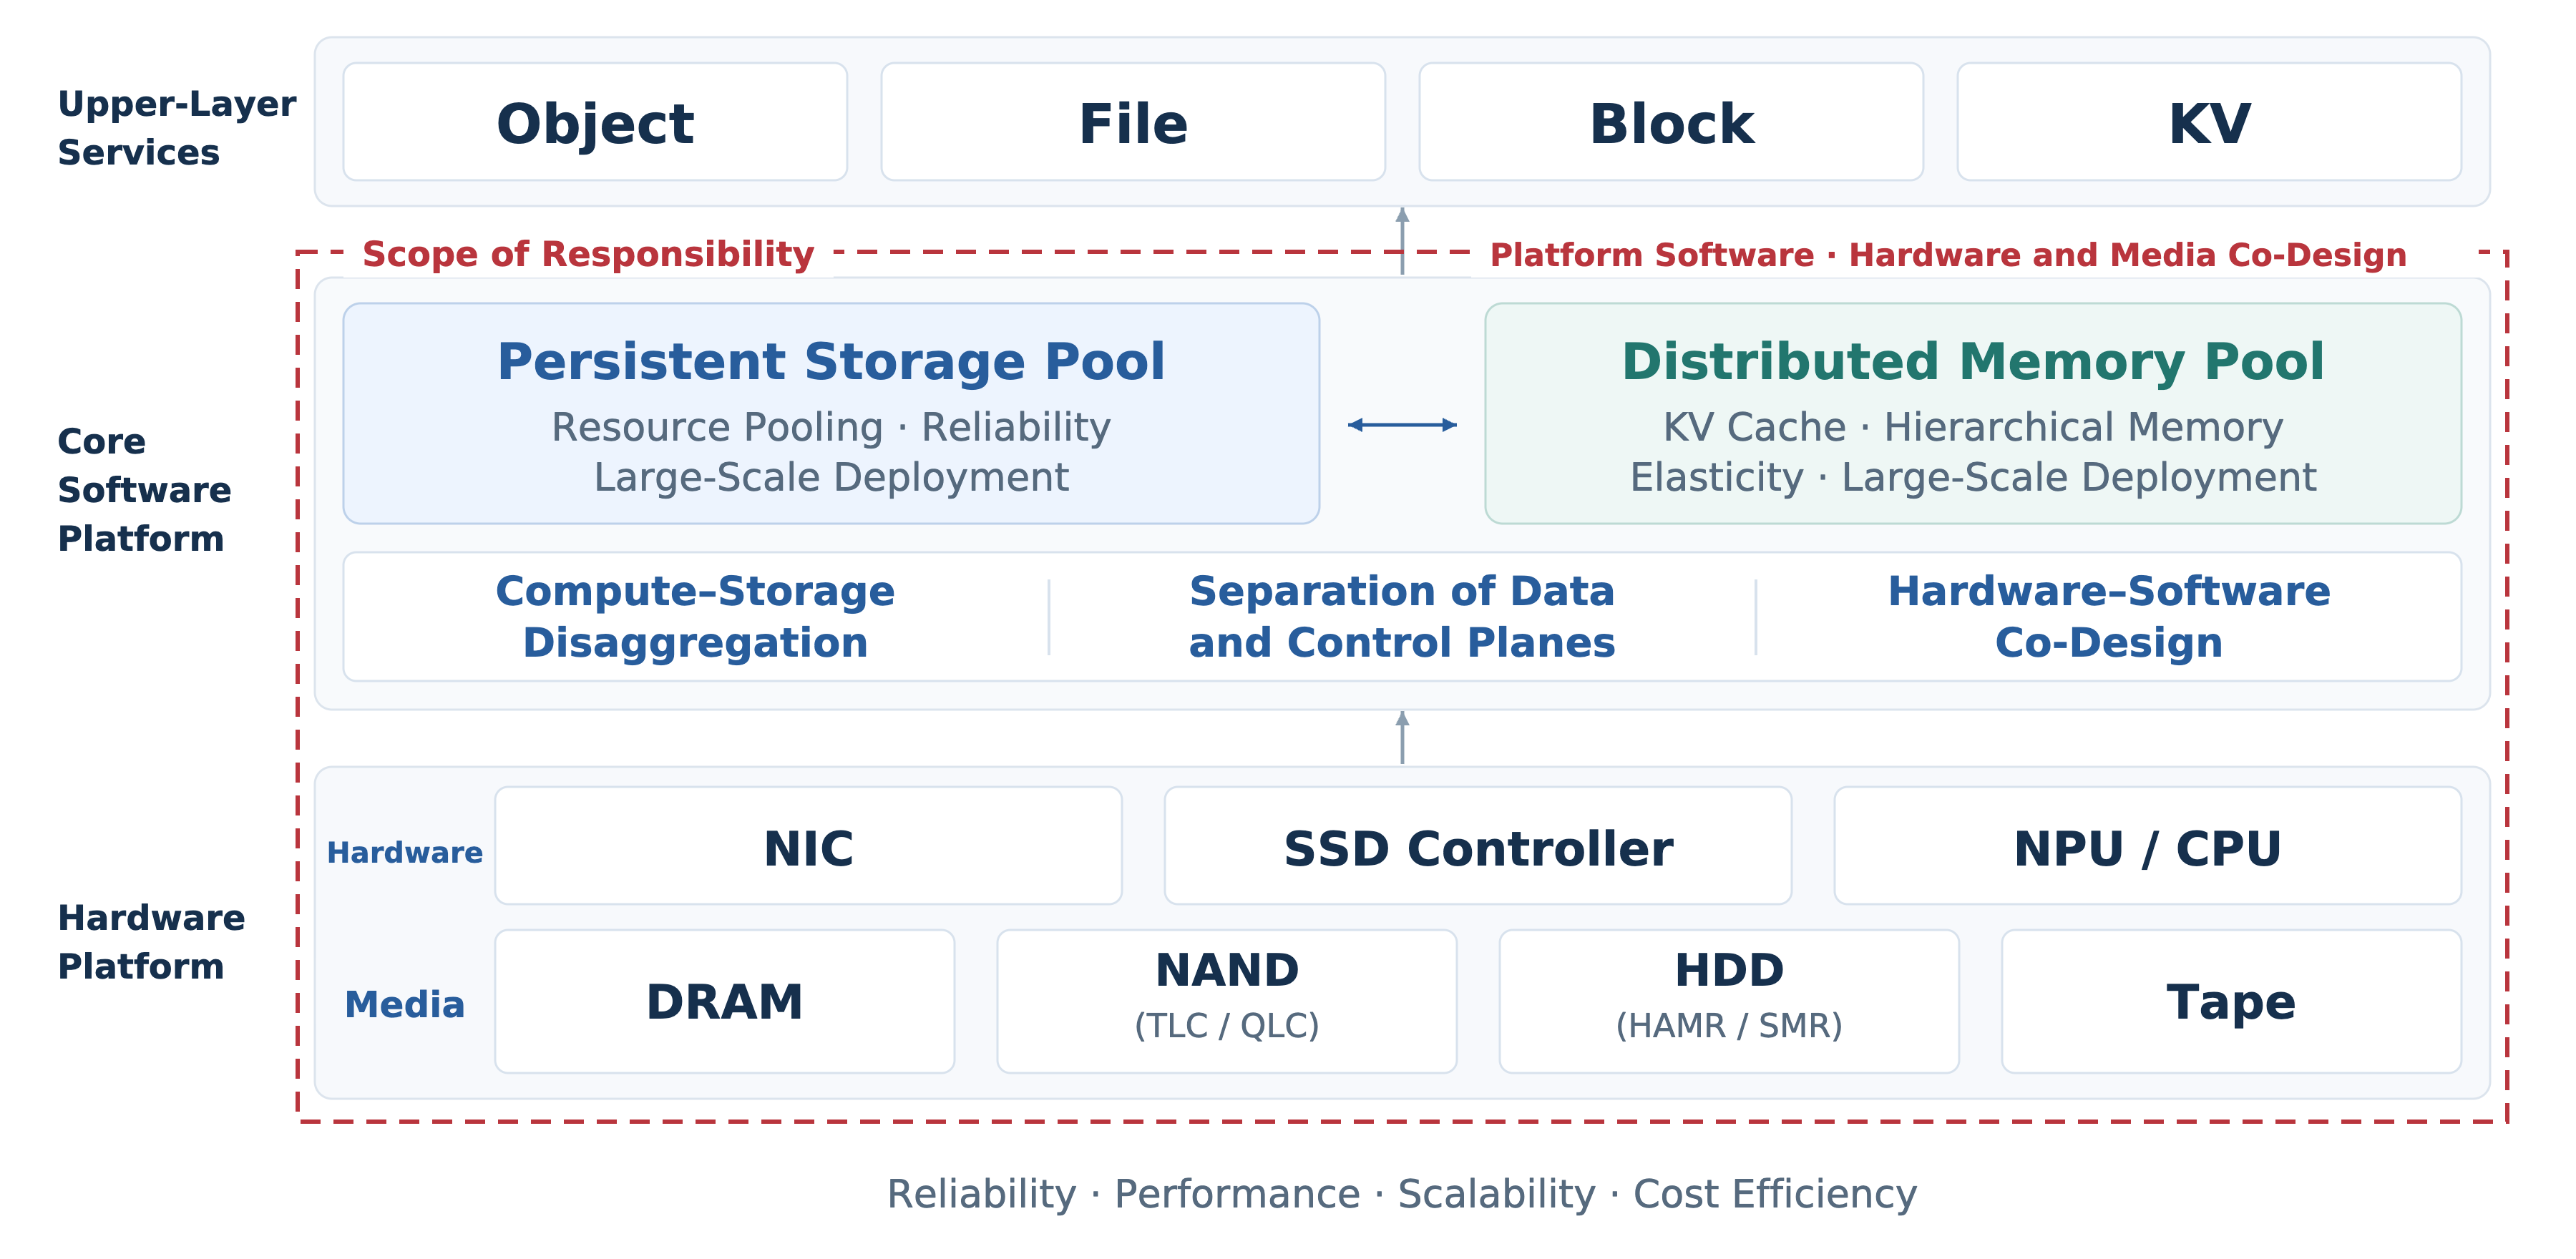 Upper-Layer
Services
Object
File
Block
KV
Scope of Responsibility
Platform Software · Hardware and Media Co-Design
Core
Software
Platform
Persistent Storage Pool
Resource Pooling · Reliability
Large-Scale Deployment
Distributed Memory Pool
KV Cache · Hierarchical Memory
Elasticity · Large-Scale Deployment
Compute–Storage
Disaggregation
Separation of Data
and Control Planes
Hardware–Software
Co-Design
Hardware
Platform
Hardware
NIC
SSD Controller
NPU / CPU
Media
DRAM
NAND
(TLC / QLC)
HDD
(HAMR / SMR)
Tape
Reliability · Performance · Scalability · Cost Efficiency